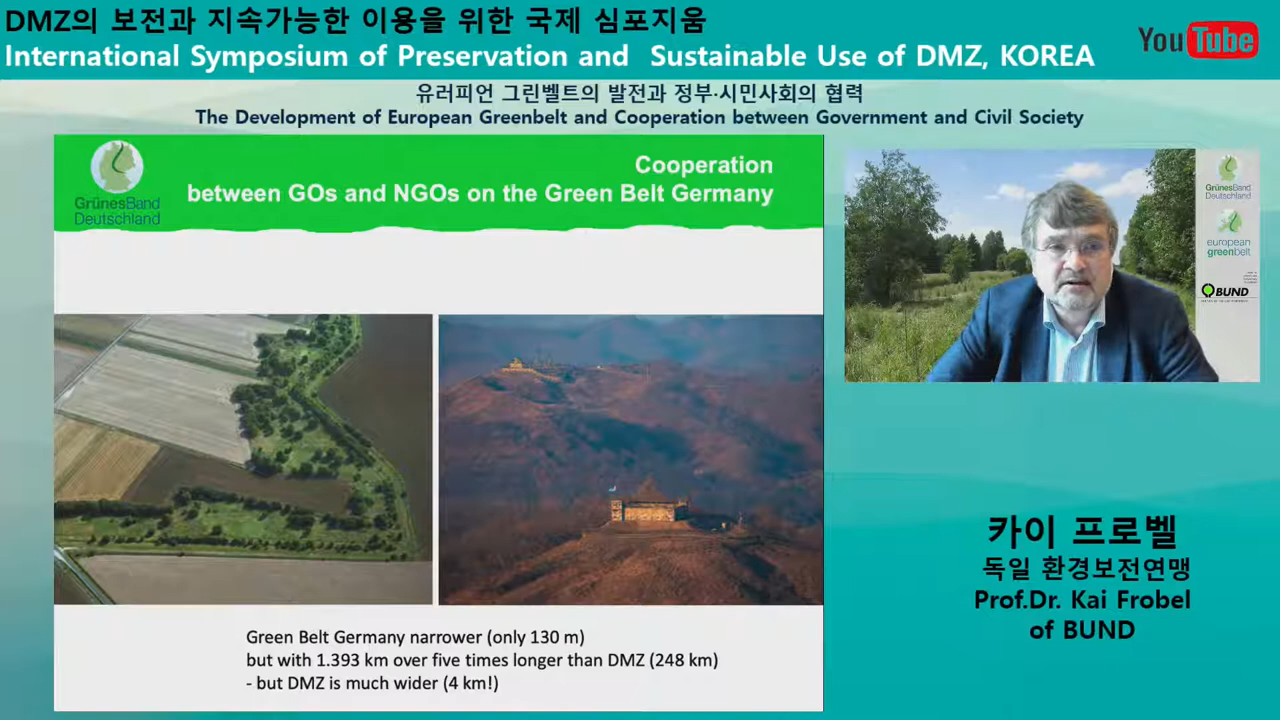 DMZ의 보전과 지속가능한 이용을 위한 국제 심포지움
International Symposium of Preservation and Sustainable Use of DMZ, KOREA
YouTube
유러피언 그린벨트의 발전과 정부·시민사회의 협력
The Development of European Greenbelt and Cooperation between Government and Civil Society
GrünesBand
Deutschland
Cooperation
between GOs and NGOs on the Green Belt Germany
GrünesBand
Deutschland
european
greenbelt
BUND
Green Belt Germany narrower (only 130 m)
but with 1.393 km over five times longer than DMZ (248 km)
- but DMZ is much wider (4 km!)
카이 프로벨
독일 환경보전연맹
Prof.Dr. Kai Frobel
of BUND